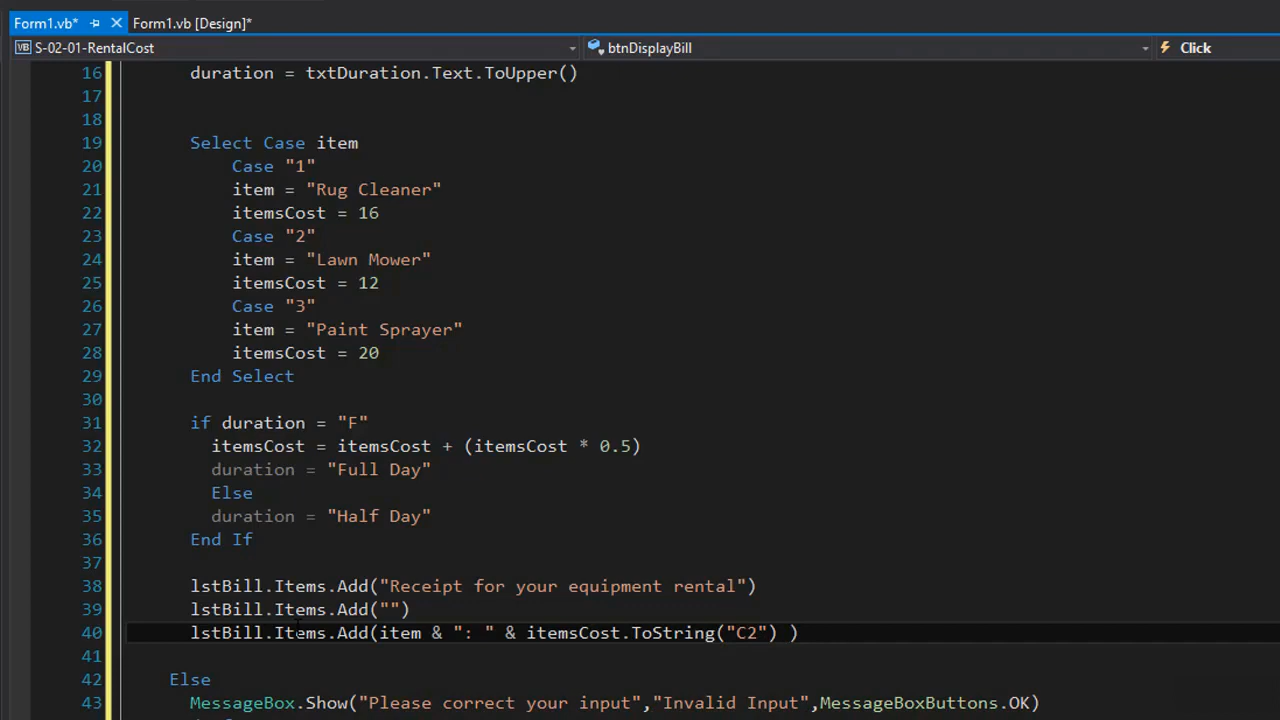 Form1.vb* Form1.vb [Design]*
VB S-02-01-RentalCost btnDisplayBill Click
16 duration = txtDuration.Text.ToUpper()
17
18
19 Select Case item
20 Case "1"
21 item = "Rug Cleaner"
22 itemsCost = 16
23 Case "2"
24 item = "Lawn Mower"
25 itemsCost = 12
26 Case "3"
27 item = "Paint Sprayer"
28 itemsCost = 20
29 End Select
30
31 if duration = "F"
32 itemsCost = itemsCost + (itemsCost * 0.5)
33 duration = "Full Day"
34 Else
35 duration = "Half Day"
36 End If
37
38 lstBill.Items.Add("Receipt for your equipment rental")
39 lstBill.Items.Add("")
40 lstBill.Items.Add(item & ": " & itemsCost.ToString("C2") )
41
42 Else
43 MessageBox.Show("Please correct your input","Invalid Input",MessageBoxButtons.OK)